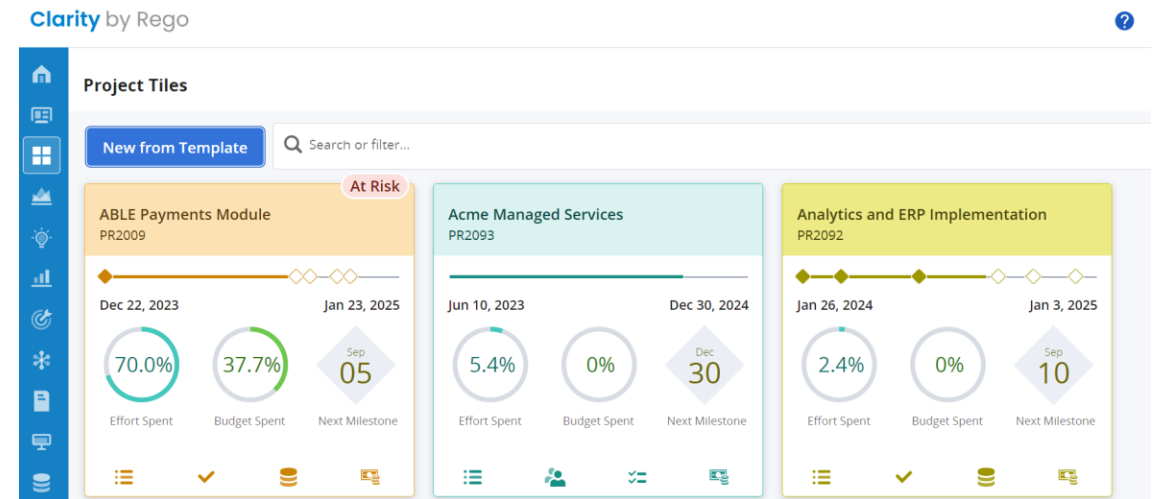 Clarity by Rego
?
Project Tiles
New from Template
Search or filter...
At Risk
ABLE Payments Module
PR2009
Dec 22, 2023 Jan 23, 2025
70.0%
Effort Spent
37.7%
Budget Spent
Sep
05
Next Milestone
Acme Managed Services
PR2093
Jun 10, 2023 Dec 30, 2024
5.4%
Effort Spent
0%
Budget Spent
Dec
30
Next Milestone
Analytics and ERP Implementation
PR2092
Jan 26, 2024 Jan 3, 2025
2.4%
Effort Spent
0%
Budget Spent
Sep
10
Next Milestone